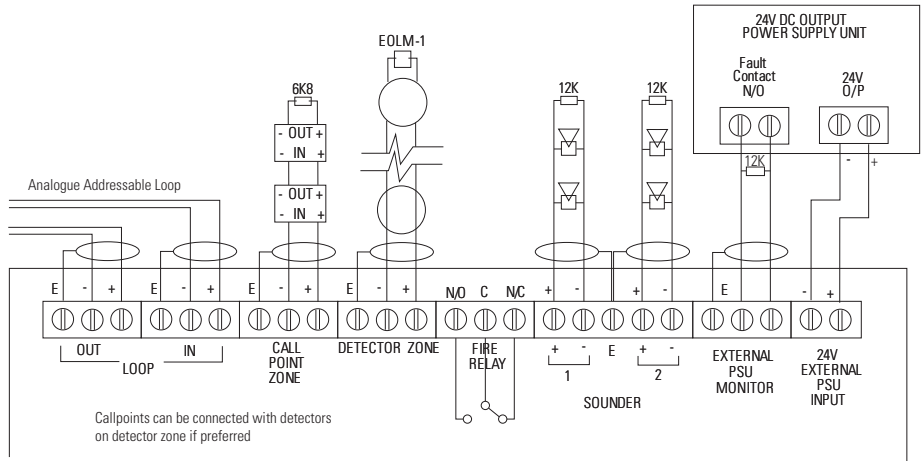 24V DC OUTPUT
POWER SUPPLY UNIT
Fault
Contact
N/O
24V
O/P
- +
12K
EOLM-1
6K8
- OUT +
- IN +
- OUT +
- IN +
12K
12K
Analogue Addressable Loop
E - +
E - +
E - +
E - +
N/O C N/C
+ -
+ -
E
- +
OUT
IN
LOOP
CALL
POINT
ZONE
DETECTOR ZONE
FIRE
RELAY
+ - E + -
1
2
SOUNDER
EXTERNAL
PSU
MONITOR
24V
EXTERNAL
PSU
INPUT
Callpoints can be connected with detectors
on detector zone if preferred